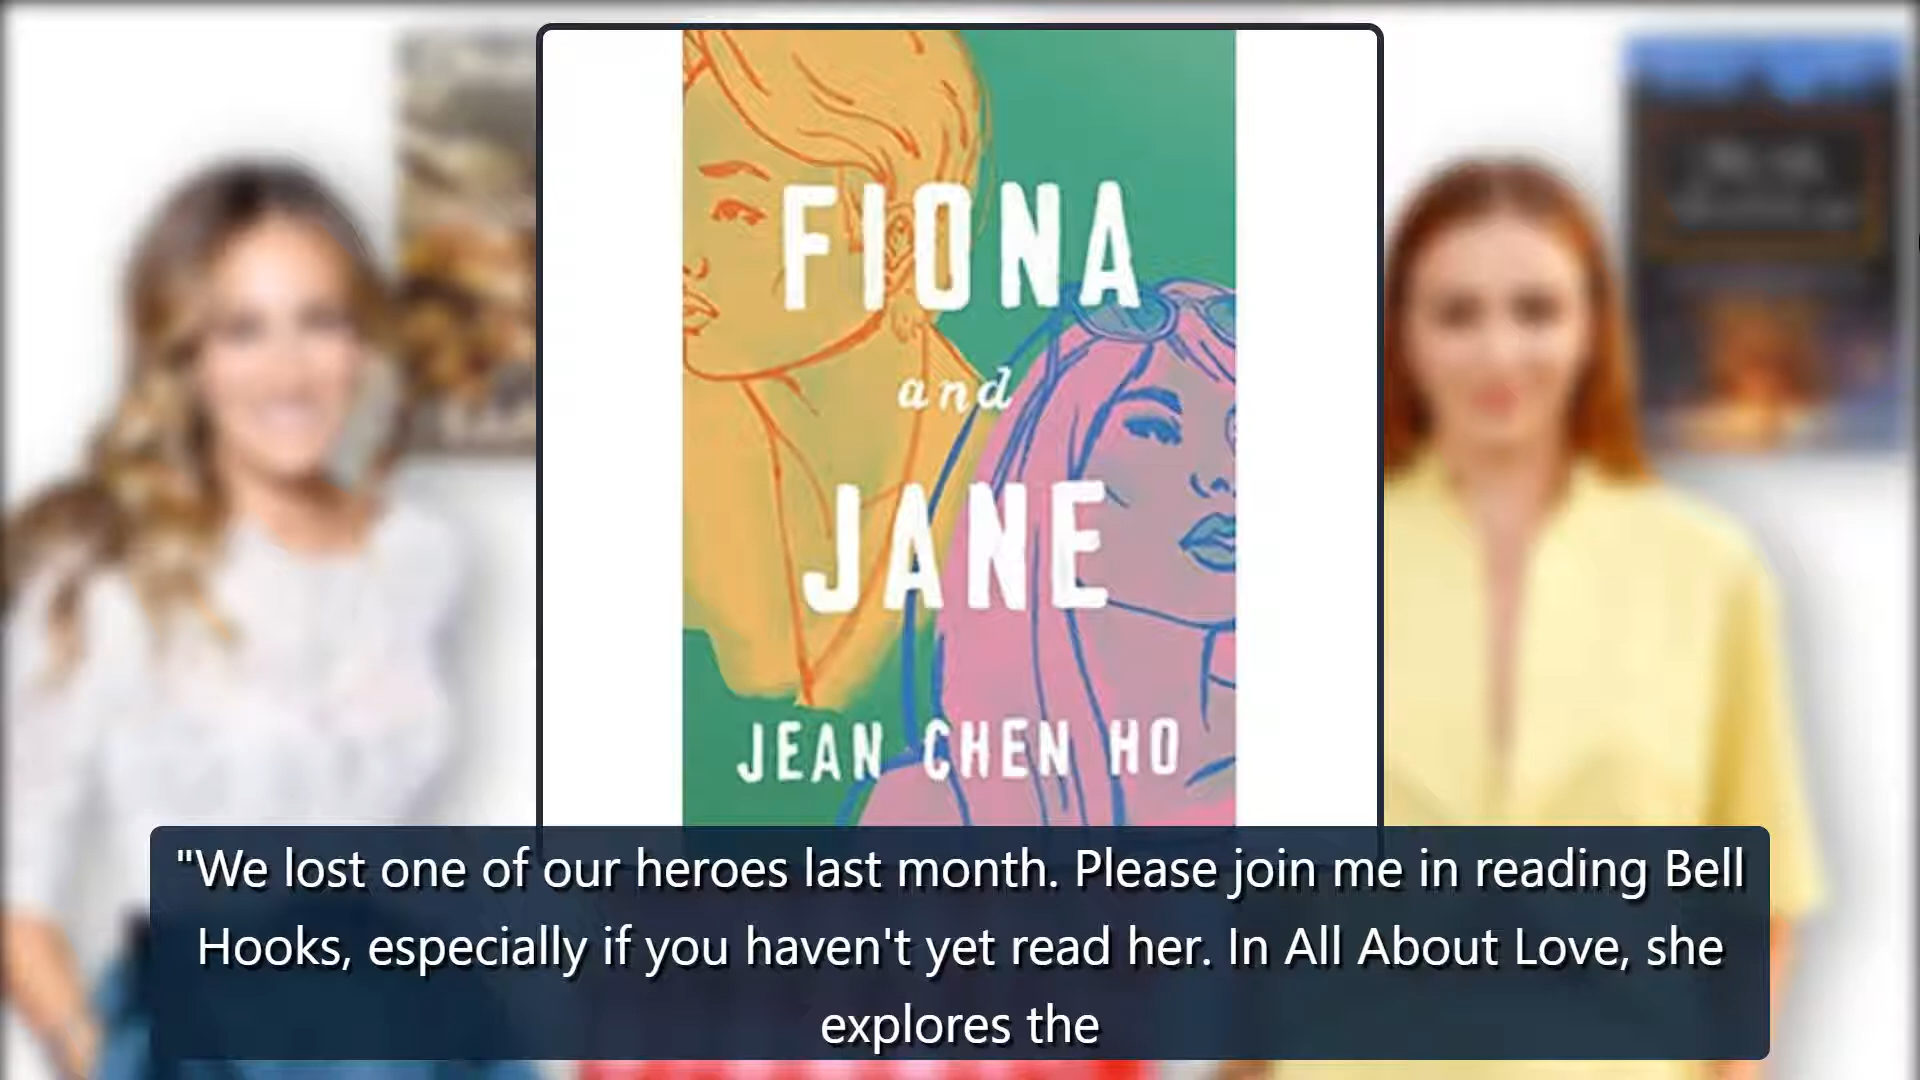 FIONA
and
JANE
JEAN CHEN HO
"We lost one of our heroes last month. Please join me in reading Bell
Hooks, especially if you haven't yet read her. In All About Love, she
explores the